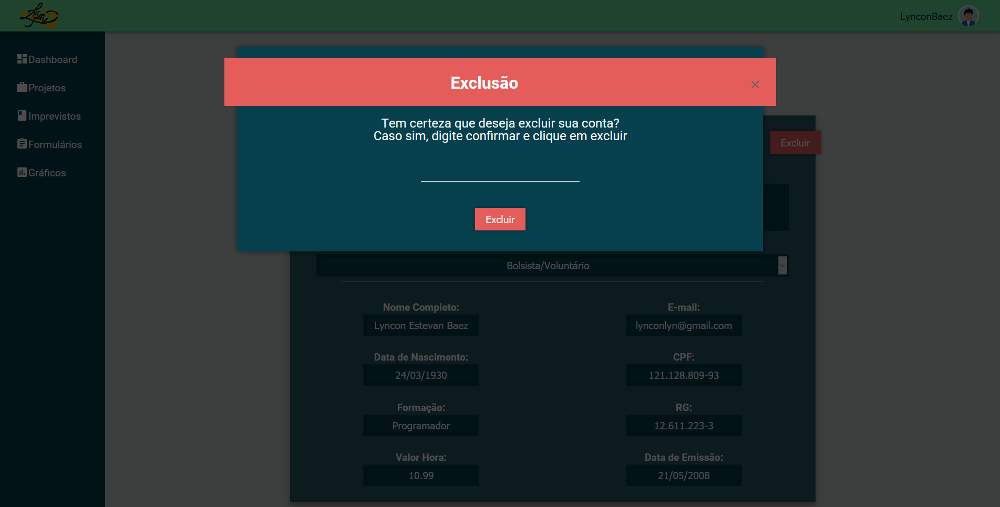 LynconBaez
Dashboard
Projetos
Imprevistos
Formulários
Gráficos
Exclusão
×
Tem certeza que deseja excluir sua conta?
Caso sim, digite confirmar e clique em excluir
Excluir
Excluir
Bolsista/Voluntário
Nome Completo:
Lyncon Estevan Baez
E-mail:
lynconlyn@gmail.com
Data de Nascimento:
24/03/1930
CPF:
121.128.809-93
Formação:
Programador
RG:
12.611.223-3
Valor Hora:
10.99
Data de Emissão:
21/05/2008